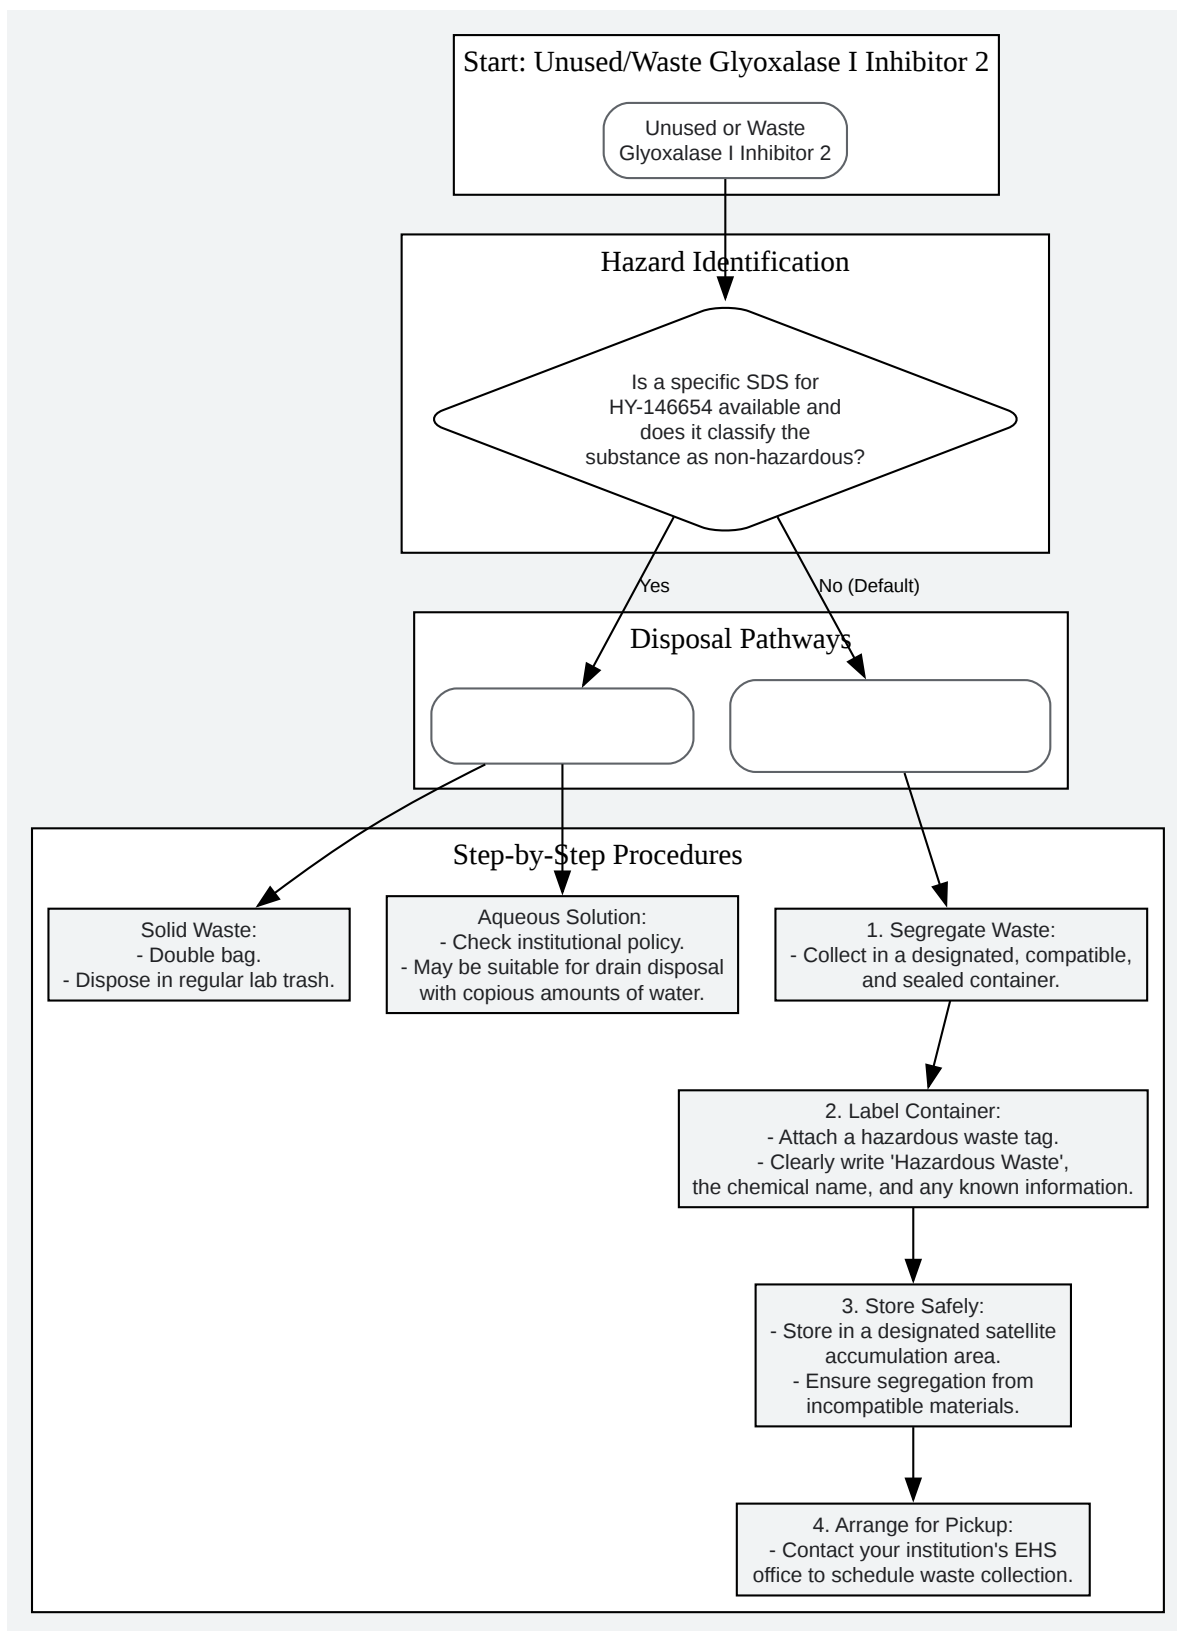 Start: Unused/Waste Glyoxalase I Inhibitor 2
Unused or Waste
Glyoxalase I Inhibitor 2
Hazard Identification
Is a specific SDS for
HY-146654 available and
does it classify the
substance as non-hazardous?
Yes
No (Default)
Disposal Pathways
Step-by-Step Procedures
Solid Waste:
- Double bag.
- Dispose in regular lab trash.
Aqueous Solution:
- Check institutional policy.
- May be suitable for drain disposal
with copious amounts of water.
1. Segregate Waste:
- Collect in a designated, compatible,
and sealed container.
2. Label Container:
- Attach a hazardous waste tag.
- Clearly write 'Hazardous Waste',
the chemical name, and any known information.
3. Store Safely:
- Store in a designated satellite
accumulation area.
- Ensure segregation from
incompatible materials.
4. Arrange for Pickup:
- Contact your institution's EHS
office to schedule waste collection.